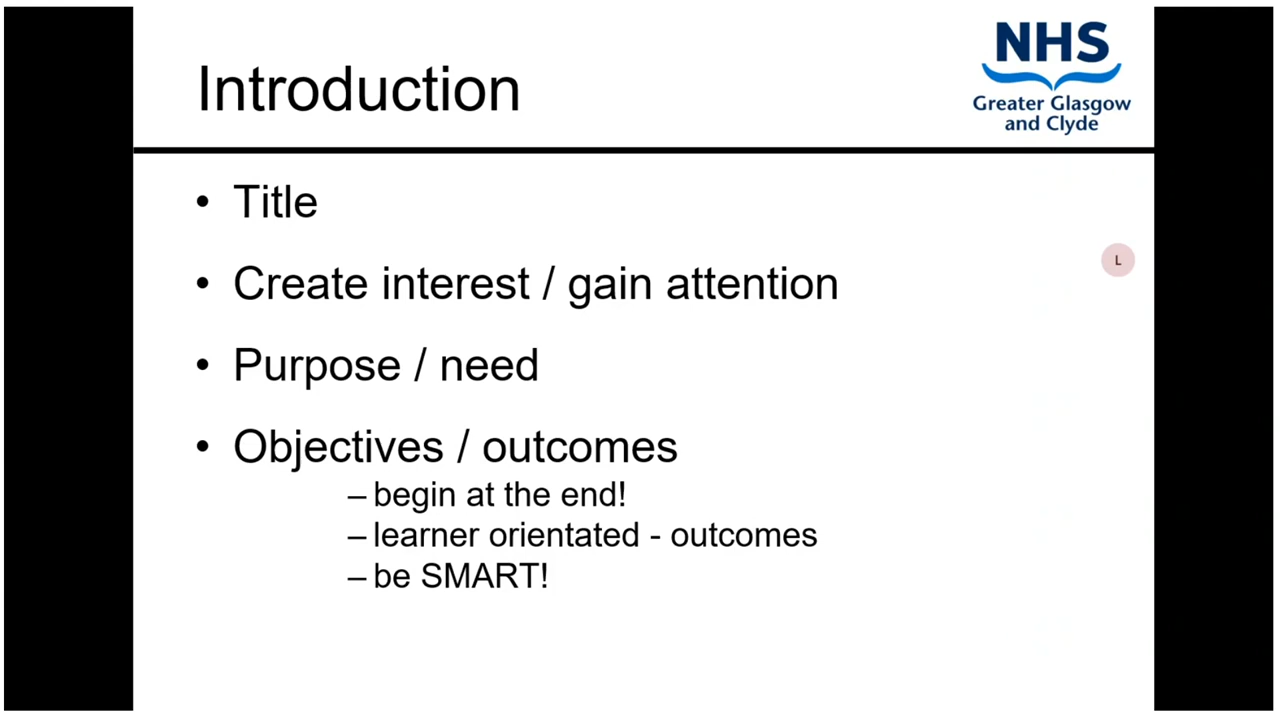 Introduction
NHS
Greater Glasgow
and Clyde
• Title
• Create interest / gain attention
L
• Purpose / need
• Objectives / outcomes
– begin at the end!
– learner orientated - outcomes
– be SMART!